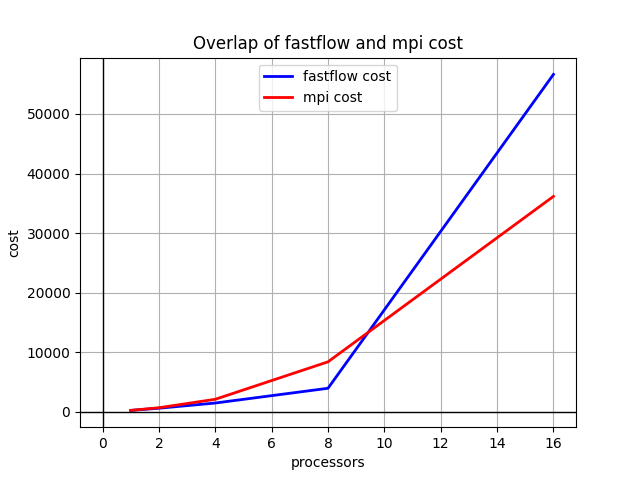 Overlap of fastflow and mpi cost
fastflow cost
mpi cost
50000
40000
30000
20000
10000
0
cost
0 2 4 6 8 10 12 14 16
processors